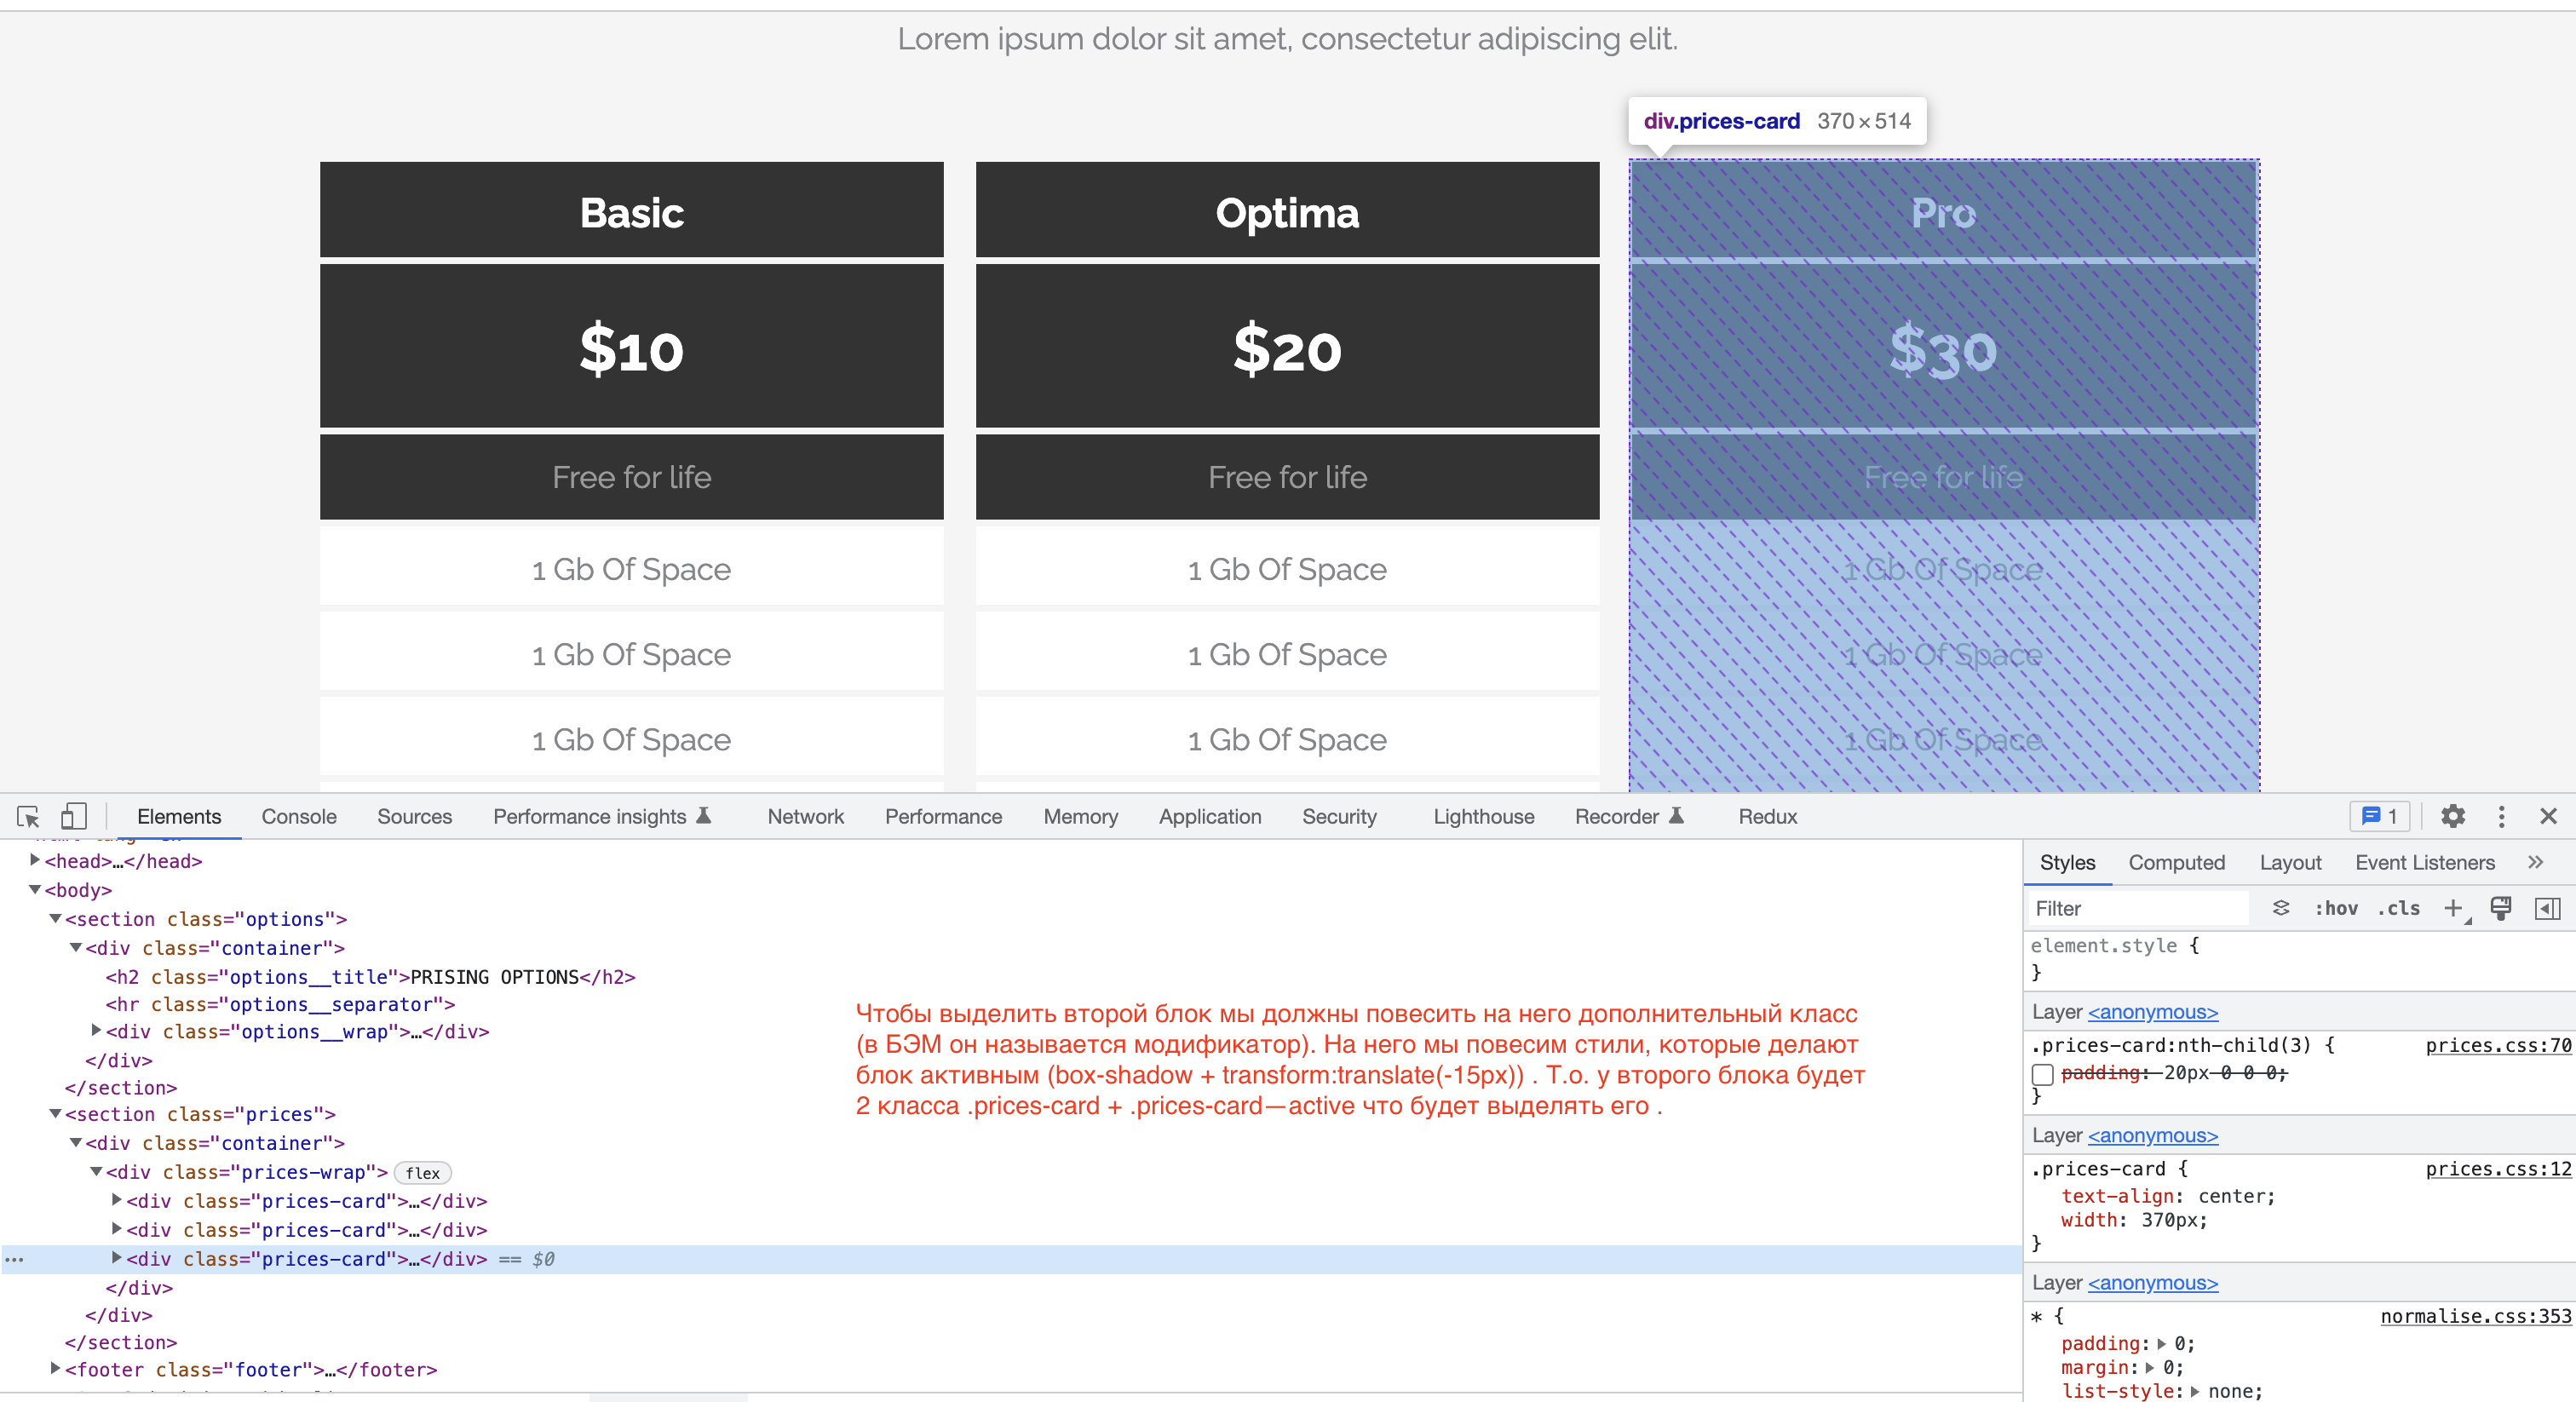 Lorem ipsum dolor sit amet, consectetur adipiscing elit.
div.prices-card 370×514
Basic
Optima
Pro
$10
$20
$30
Free for life
Free for life
Free for life
1 Gb Of Space
1 Gb Of Space
1 Gb Of Space
1 Gb Of Space
1 Gb Of Space
1 Gb Of Space
1 Gb Of Space
1 Gb Of Space
1 Gb Of Space
Elements Console Sources Performance insights Network Performance Memory Application Security Lighthouse Recorder Redux 1
<head>…</head>
<body>
<section class="options">
<div class="container">
<h2 class="options__title">PRISING OPTIONS</h2>
<hr class="options__separator">
<div class="options__wrap">…</div>
</div>
</section>
<section class="prices">
<div class="container">
<div class="prices-wrap"> flex
<div class="prices-card">…</div>
<div class="prices-card">…</div>
<div class="prices-card">…</div> == $0
</div>
</div>
</section>
<footer class="footer">…</footer>
Чтобы выделить второй блок мы должны повесить на него дополнительный класс
(в БЭМ он называется модификатор). На него мы повесим стили, которые делают
блок активным (box-shadow + transform:translate(-15px)) . Т.о. у второго блока будет
2 класса .prices-card + .prices-card—active что будет выделять его .
Styles Computed Layout Event Listeners »
Filter :hov .cls +
element.style {
}
Layer <anonymous>
.prices-card:nth-child(3) { prices.css:70
padding: 20px 0 0 0;
}
Layer <anonymous>
.prices-card { prices.css:12
text-align: center;
width: 370px;
}
Layer <anonymous>
* { normalise.css:353
padding: 0;
margin: 0;
list-style: none;